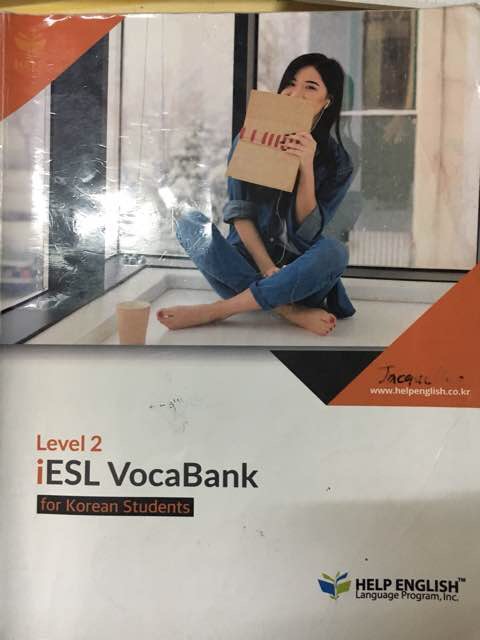 www.helpenglish.co.kr
Level 2
iESL VocaBank
for Korean Students
HELP ENGLISH™
Language Program, Inc.